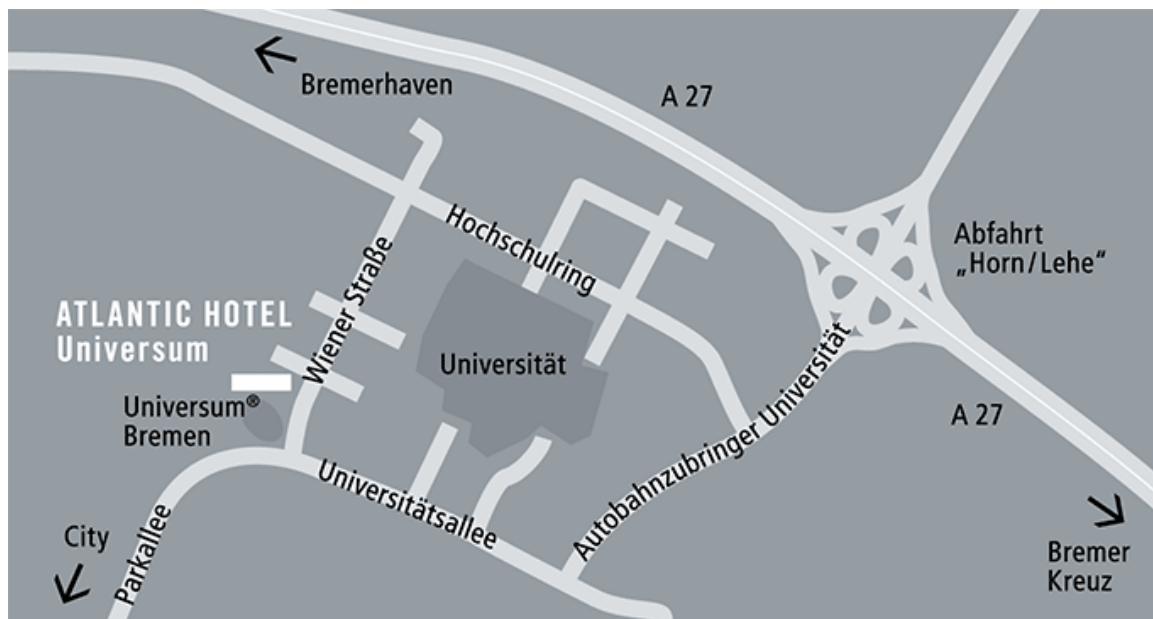 Bremerhaven
A 27
Hochschulring
Abfahrt
„Horn/Lehe“
Wiener Straße
ATLANTIC HOTEL
Universum
Universität
Universum®
Bremen
Autobahnzubringer Universität
A 27
Universitätsallee
Parkallee
City
Bremer
Kreuz